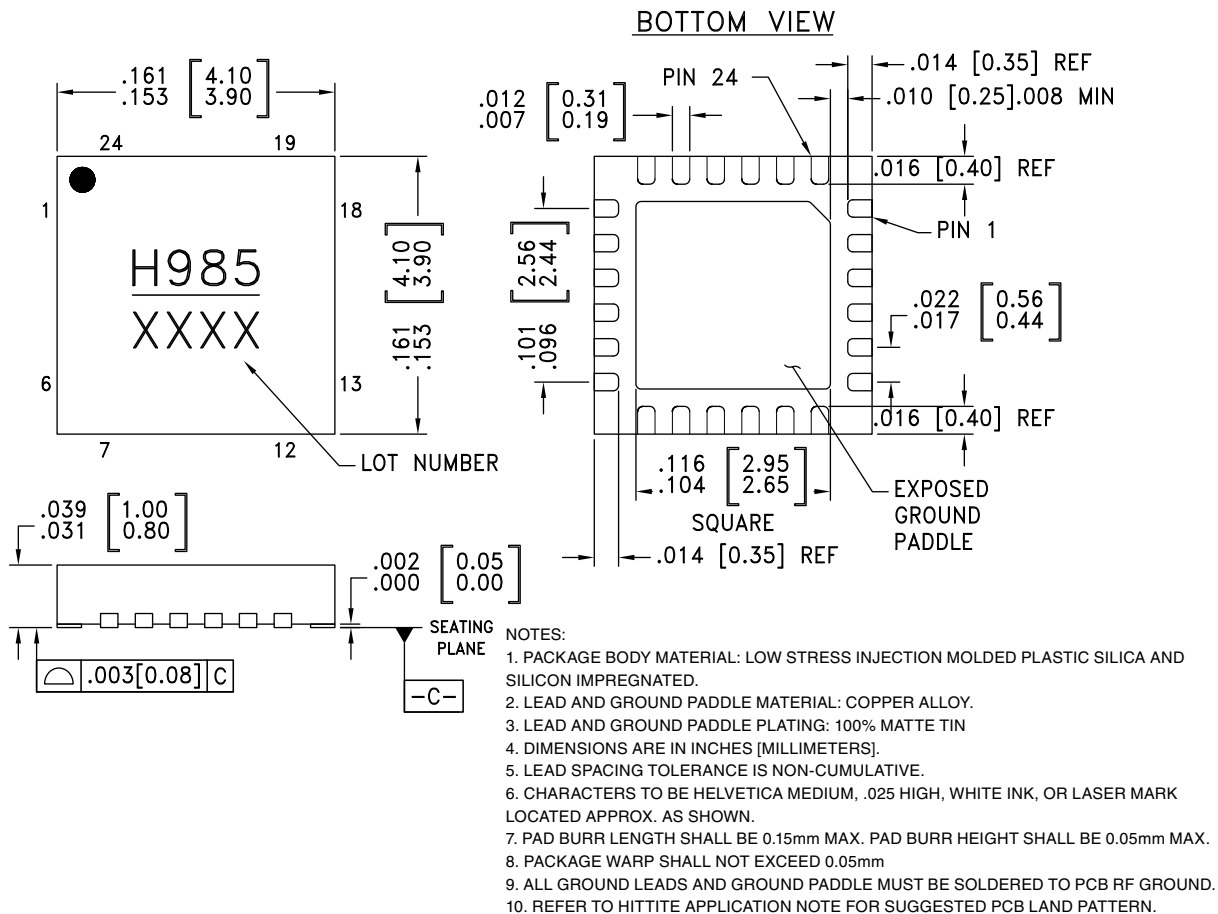 BOTTOM VIEW
.161 [4.10]
.153 [3.90]
24
19
1
18
H985
XXXX
6
13
7
12
LOT NUMBER
[4.10]
[3.90]
.161
.153
PIN 24
.014 [0.35] REF
.012 [0.31]
.007 [0.19]
.010 [0.25].008 MIN
.016 [0.40] REF
PIN 1
[2.56]
[2.44]
.101
.096
.022 [0.56]
.017 [0.44]
.016 [0.40] REF
.116 [2.95]
.104 [2.65]
SQUARE
EXPOSED
GROUND
PADDLE
.014 [0.35] REF
.039 [1.00]
.031 [0.80]
.002 [0.05]
.000 [0.00]
SEATING
PLANE
.003[0.08] C
-C-
NOTES:
1. PACKAGE BODY MATERIAL: LOW STRESS INJECTION MOLDED PLASTIC SILICA AND
SILICON IMPREGNATED.
2. LEAD AND GROUND PADDLE MATERIAL: COPPER ALLOY.
3. LEAD AND GROUND PADDLE PLATING: 100% MATTE TIN
4. DIMENSIONS ARE IN INCHES [MILLIMETERS].
5. LEAD SPACING TOLERANCE IS NON-CUMULATIVE.
6. CHARACTERS TO BE HELVETICA MEDIUM, .025 HIGH, WHITE INK, OR LASER MARK
LOCATED APPROX. AS SHOWN.
7. PAD BURR LENGTH SHALL BE 0.15mm MAX. PAD BURR HEIGHT SHALL BE 0.05mm MAX.
8. PACKAGE WARP SHALL NOT EXCEED 0.05mm
9. ALL GROUND LEADS AND GROUND PADDLE MUST BE SOLDERED TO PCB RF GROUND.
10. REFER TO HITTITE APPLICATION NOTE FOR SUGGESTED PCB LAND PATTERN.